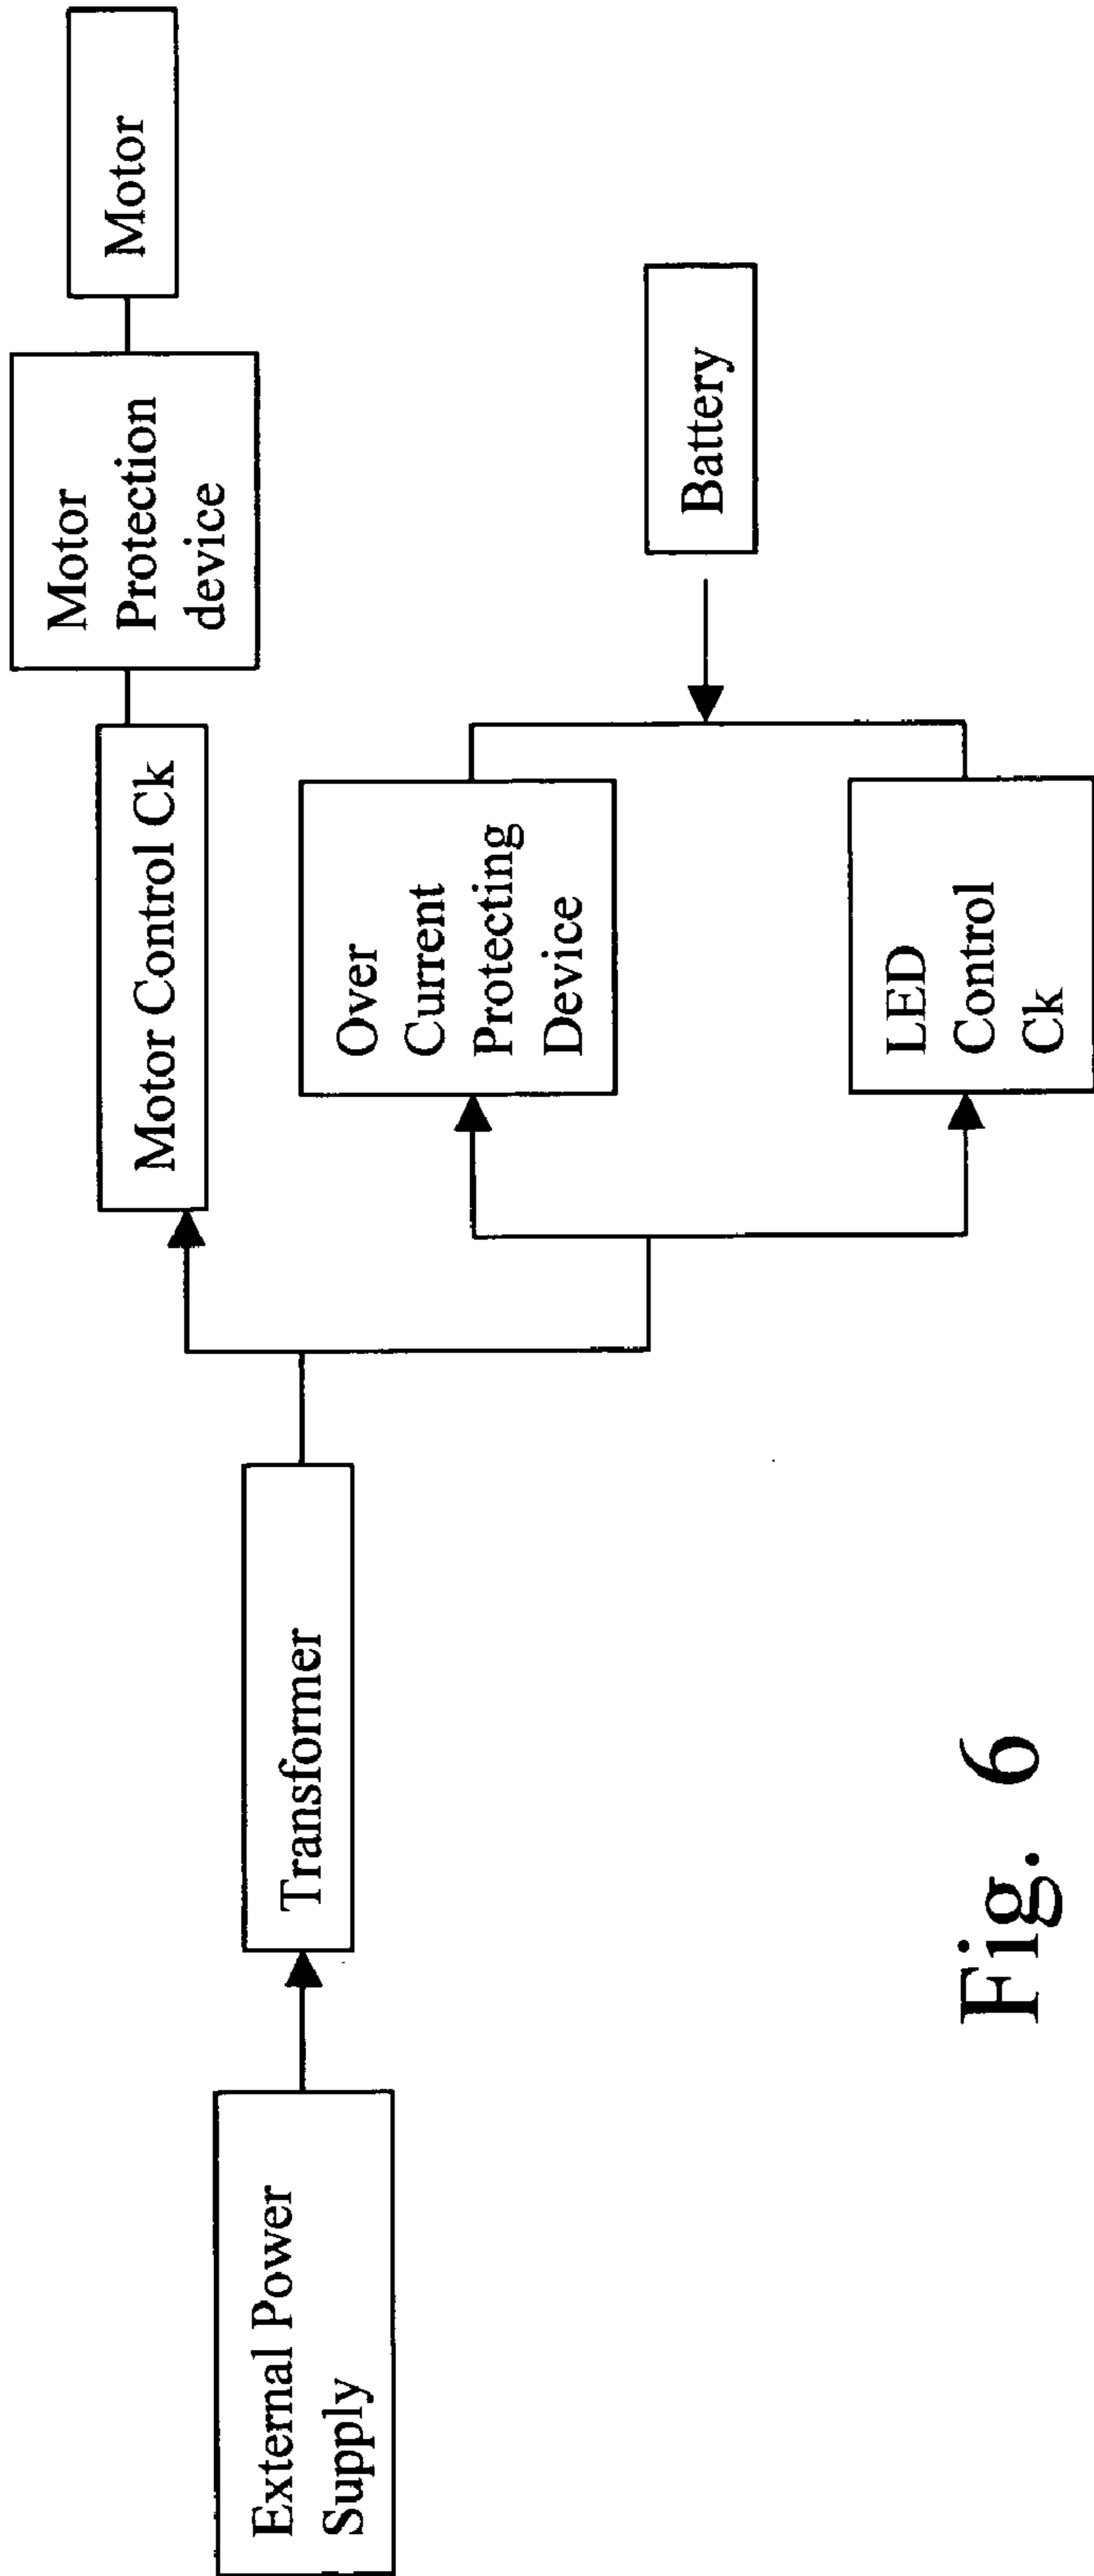 External Power
Supply
Transformer
Motor Control Ck
Motor
Protection
device
Motor
Over
Current
Protecting
Device
LED
Control
Ck
Battery
Fig. 6